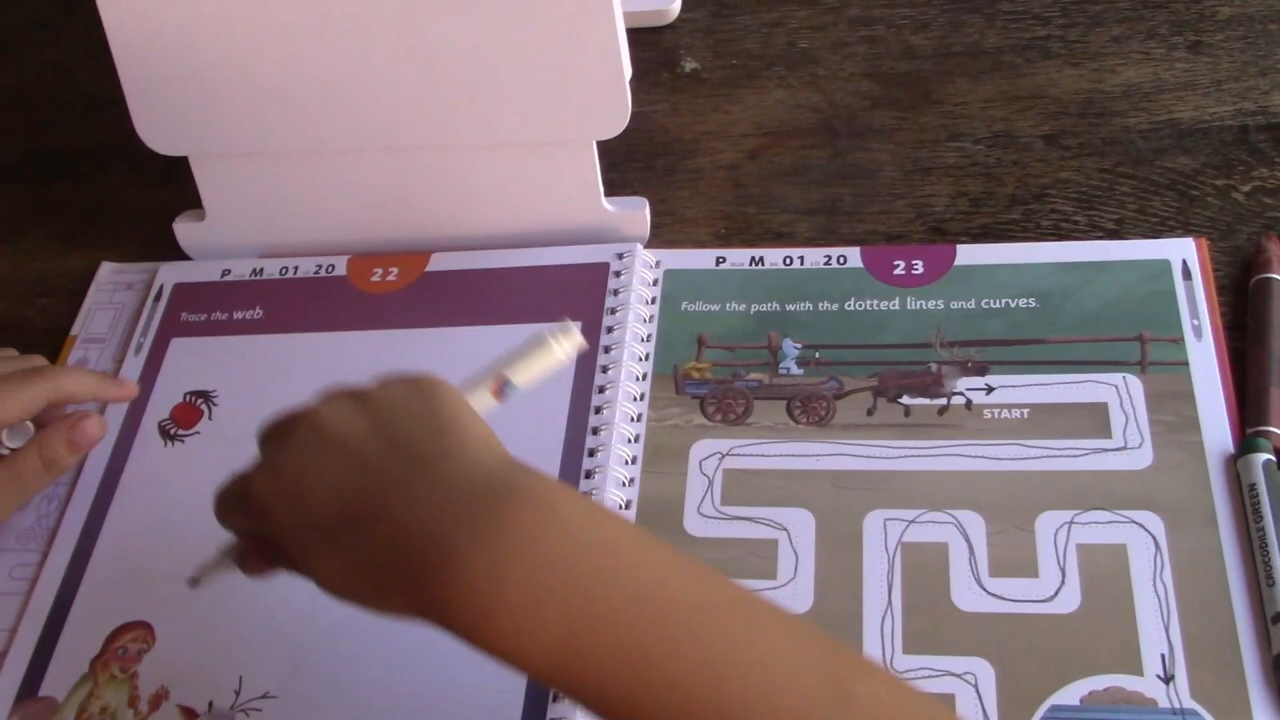 P M 01 20
22
Trace the web.
P M 01 20
23
Follow the path with the dotted lines and curves.
START
CROCODILE GREEN